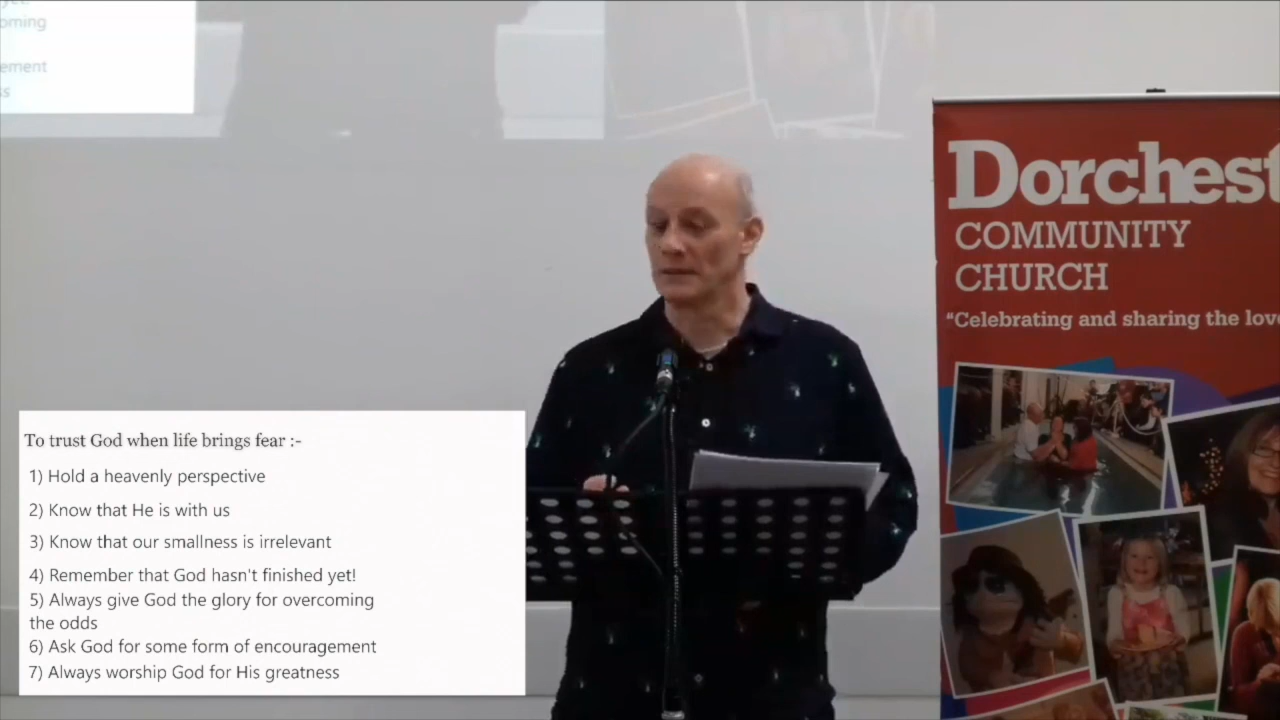 oming
ement
To trust God when life brings fear :-
1) Hold a heavenly perspective
2) Know that He is with us
3) Know that our smallness is irrelevant
4) Remember that God hasn't finished yet!
5) Always give God the glory for overcoming
the odds
6) Ask God for some form of encouragement
7) Always worship God for His greatness
Dorchest
COMMUNITY
CHURCH
“Celebrating and sharing the love